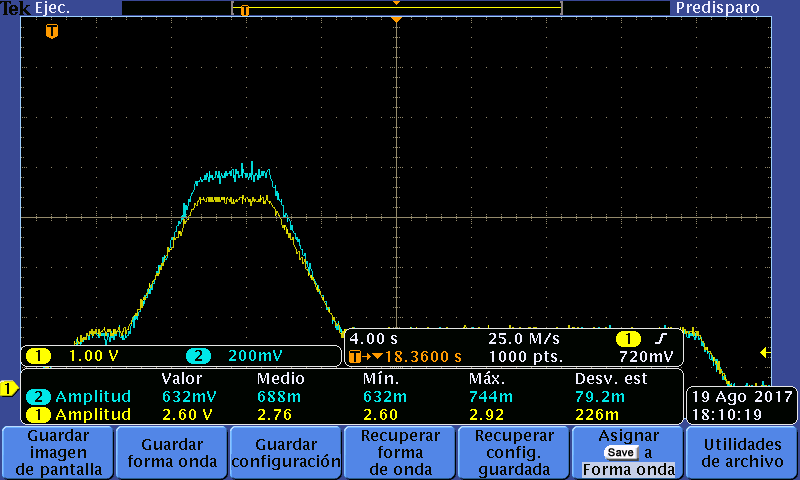 Tek Ejec. Predisparo
T
T
1 1.00 V 2 200mV
4.00 s 25.0 M/s 1
T→▼18.3600 s 1000 pts. 720mV
Valor Medio Mín. Máx. Desv. est
2 Amplitud 632mV 688m 632m 744m 79.2m
1 Amplitud 2.60 V 2.76 2.60 2.92 226m
1
19 Ago 2017
18:10:19
Guardar
imagen
de pantalla
Guardar
forma onda
Guardar
configuración
Recuperar
forma
de onda
Recuperar
config.
guardada
Asignar
Save a
Forma onda
Utilidades
de archivo